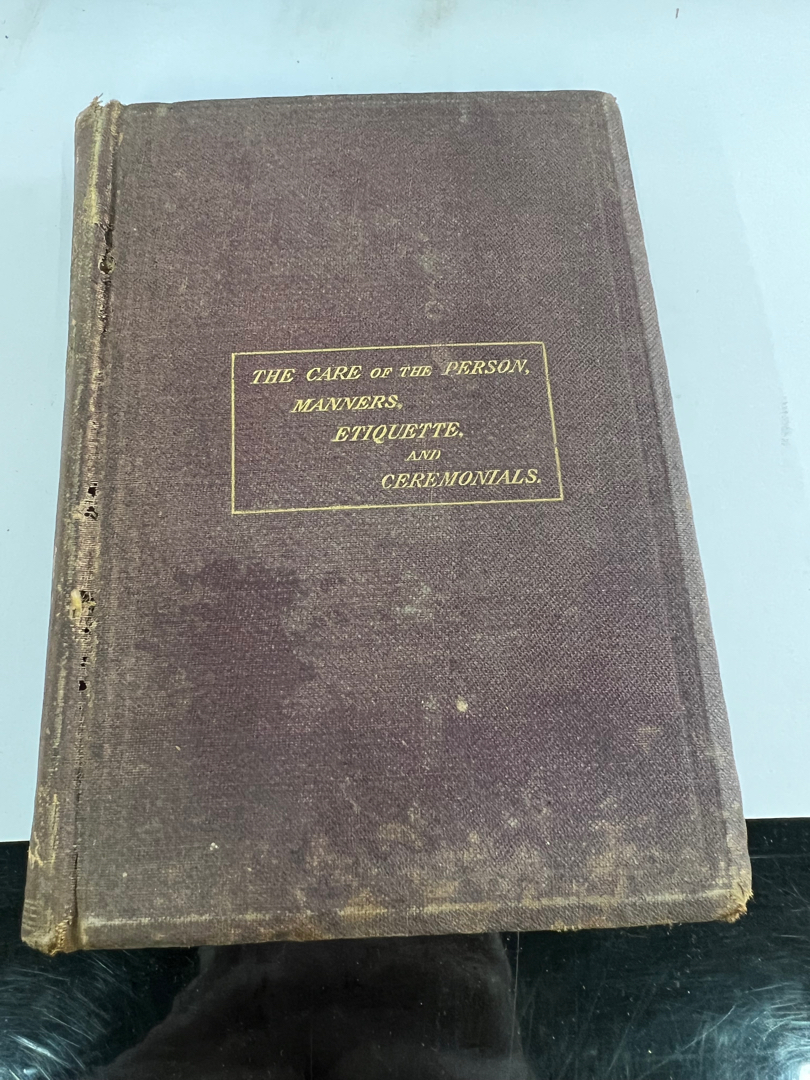 THE CARE OF THE PERSON,
MANNERS,
ETIQUETTE,
AND
CEREMONIALS.